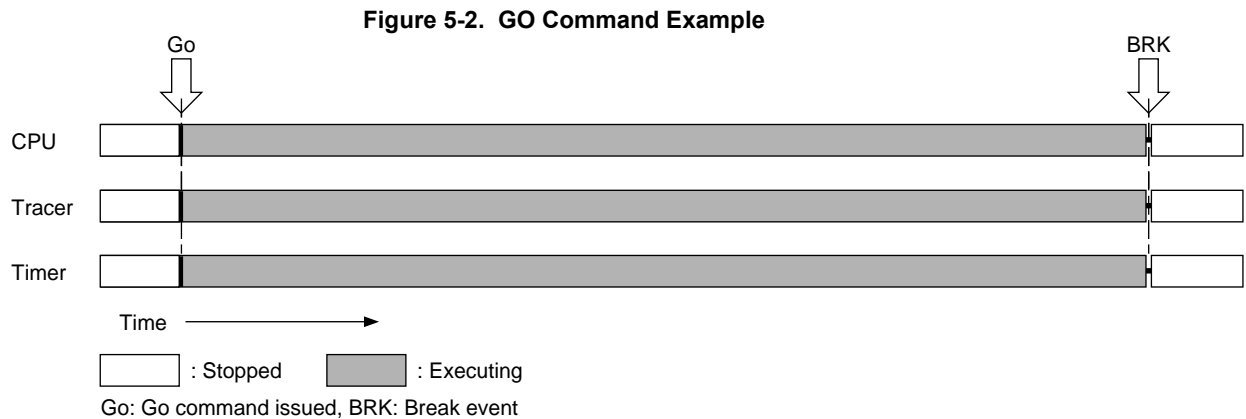 Figure 5-2. GO Command Example
Go
BRK
CPU
Tracer
Timer
Time
: Stopped
: Executing
Go: Go command issued, BRK: Break event